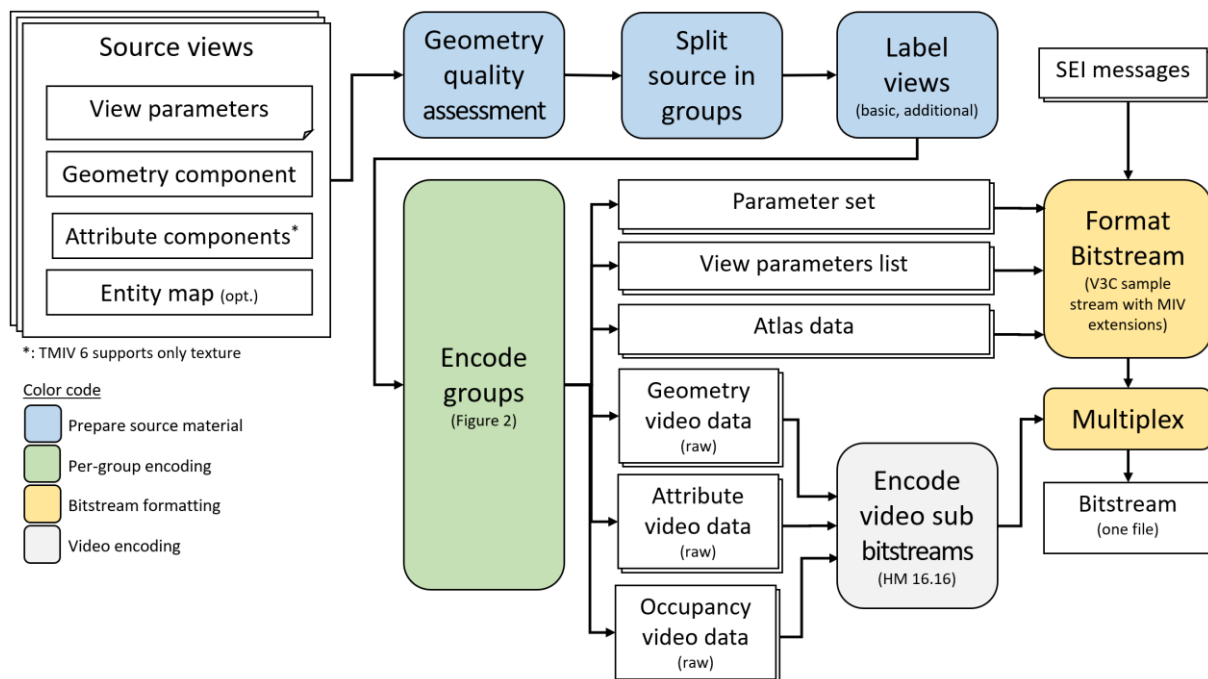 Source views
View parameters
Geometry component
Attribute components*
Entity map (opt.)
*: TMIV 6 supports only texture
Color code
Prepare source material
Per-group encoding
Bitstream formatting
Video encoding
Geometry
quality
assessment
Split
source in
groups
Label
views
(basic, additional)
SEI messages
Encode
groups
(Figure 2)
Parameter set
View parameters list
Atlas data
Geometry
video data
(raw)
Attribute
video data
(raw)
Occupancy
video data
(raw)
Encode
video sub
bitstreams
(HM 16.16)
Format
Bitstream
(V3C sample
stream with MIV
extensions)
Multiplex
Bitstream
(one file)